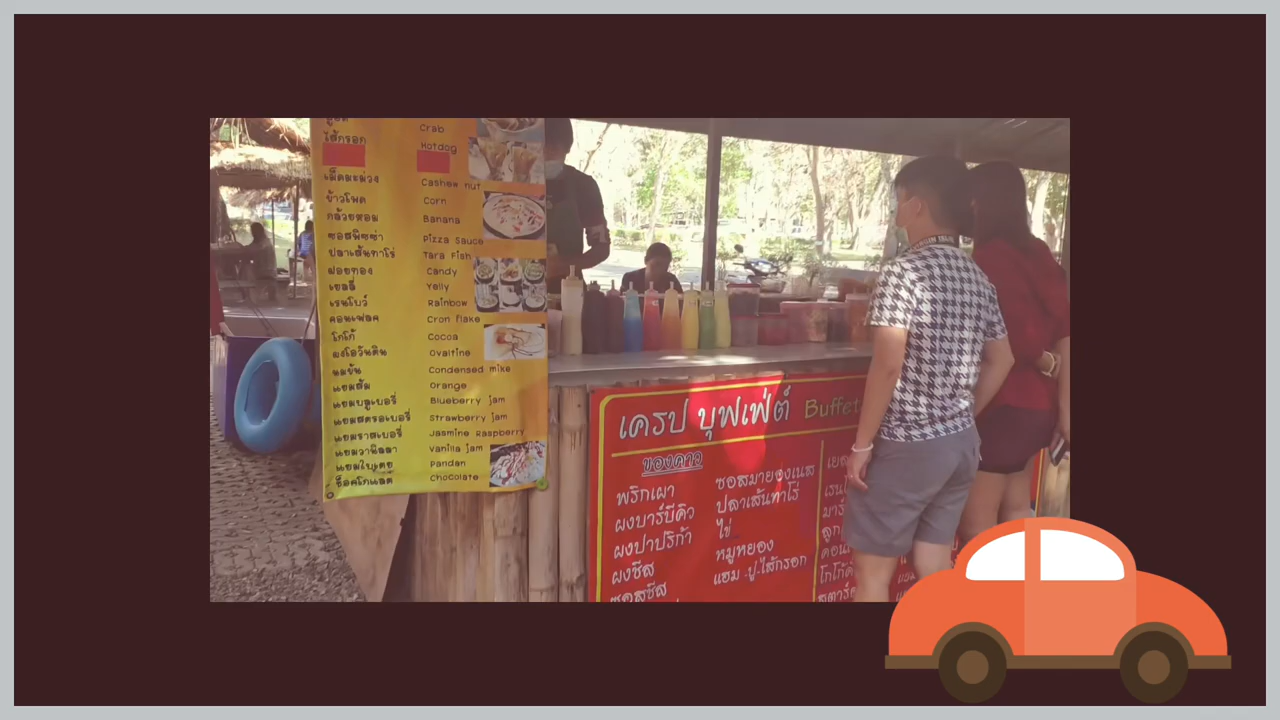 ไส้กรอก Hotdog
Crab
เม็ดมะม่วง Cashew nut
ข้าวโพด Corn
กล้วยหอม Banana
ซอสพิซซ่า Pizza Sauce
ปลาเส้นทาโร่ Tara Fish
ฝอยทอง Candy
เยลลี่ Yelly
เรนโบว์ Rainbow
คอนเฟลค Cron flake
โกโก้ Cocoa
ผงโอวันติน Ovaltine
นมข้น Condensed mike
แยมส้ม Orange
แยมบลูเบอรี่ Blueberry jam
แยมสตรอเบอรี่ Strawberry jam
แยมราสเบอรี่ Jasmine Raspberry
แยมวานิลลา Vanilla jam
แยมใบเตย Pandan
ช็อคโกแลต Chocolate
เครป บุฟเฟ่ต์ Buffet
ของคาว
พริกเผา
ผงบาร์บีคิว
ผงปาปริก้า
ผงชีส
ซอสชีส
ซอสมายองเนส
ปลาเส้นทาโร่
ไข่
หมูหยอง
แฮม -ปู-ไส้กรอก